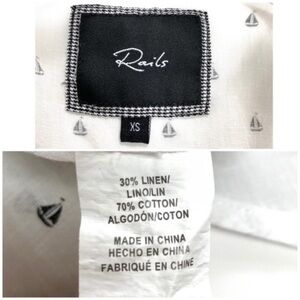 Rails
XS
30% LINEN/
LINO/LIN
70% COTTON/
ALGODÓN/COTON
MADE IN CHINA
HECHO EN CHINA
FABRIQUÉ EN CHINE